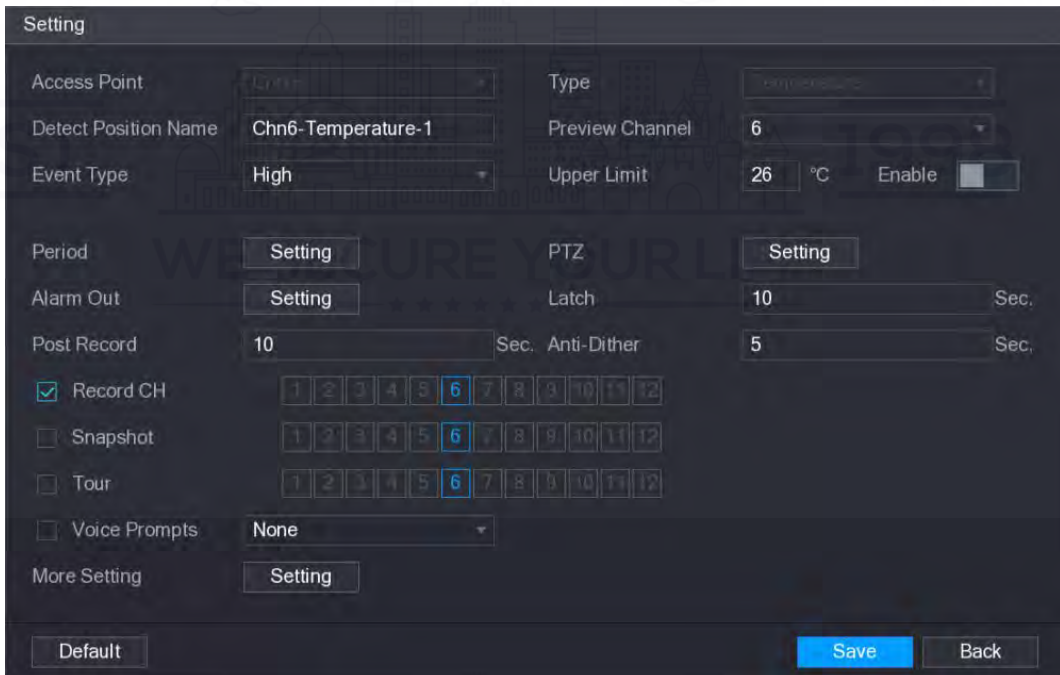 Setting
Access Point Type Temperature
Detect Position Name Chn6-Temperature-1 Preview Channel 6
Event Type High Upper Limit 26 °C Enable
Period Setting PTZ Setting
Alarm Out Setting Latch 10 Sec.
Post Record 10 Sec. Anti-Dither 5 Sec.
Record CH 1 2 3 4 5 6 7 8 9 10 11 12
Snapshot 1 2 3 4 5 6 7 8 9 10 11 12
Tour 1 2 3 4 5 6 7 8 9 10 11 12
Voice Prompts None
More Setting Setting
Default Save Back